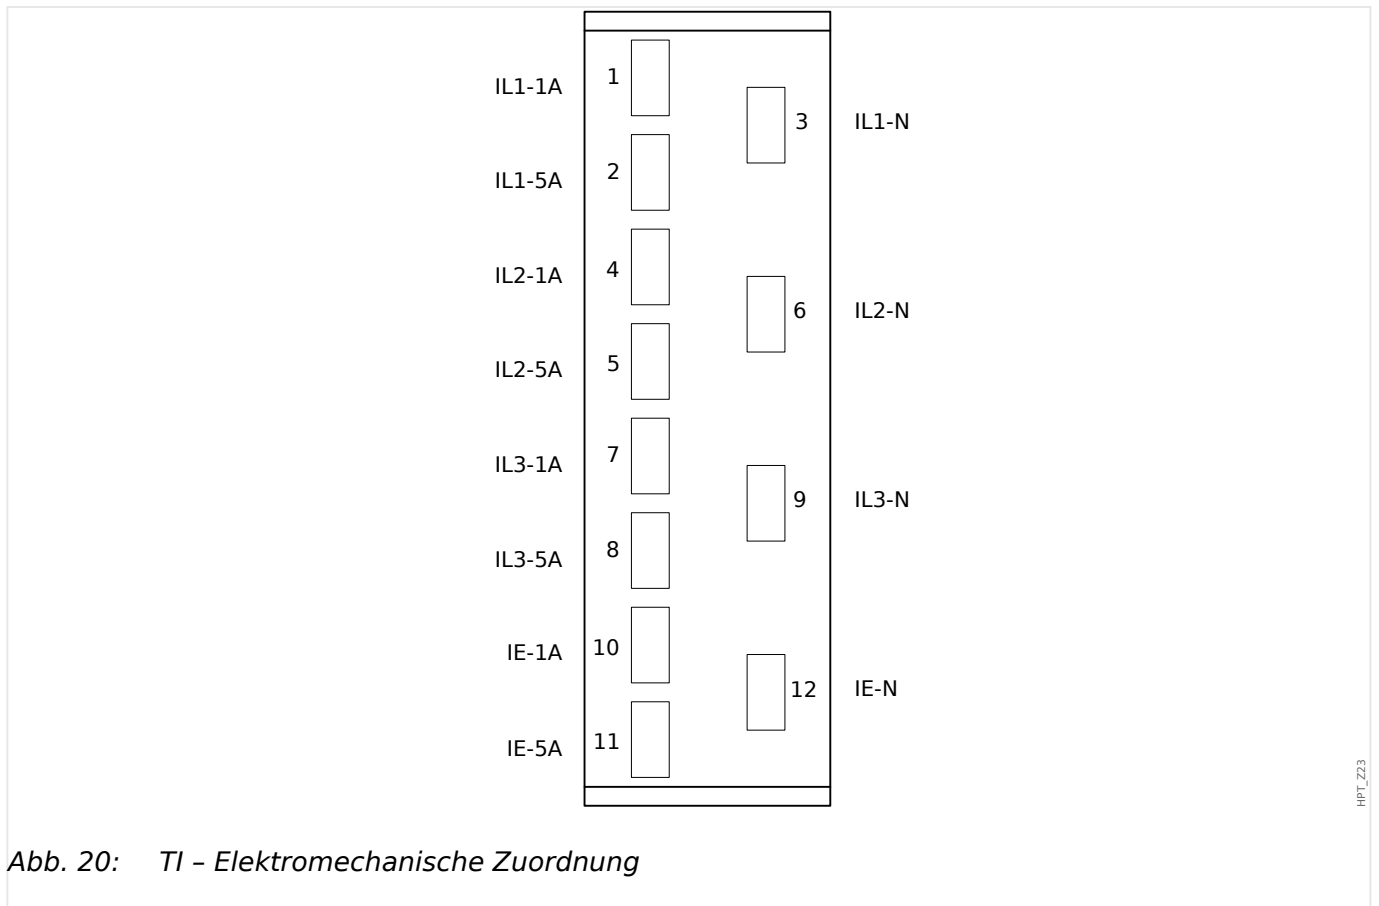 IL1-1A 1
3 IL1-N
IL1-5A 2
IL2-1A 4
6 IL2-N
IL2-5A 5
IL3-1A 7
9 IL3-N
IL3-5A 8
IE-1A 10
12 IE-N
IE-5A 11
HPT_Z23
Abb. 20: TI – Elektromechanische Zuordnung